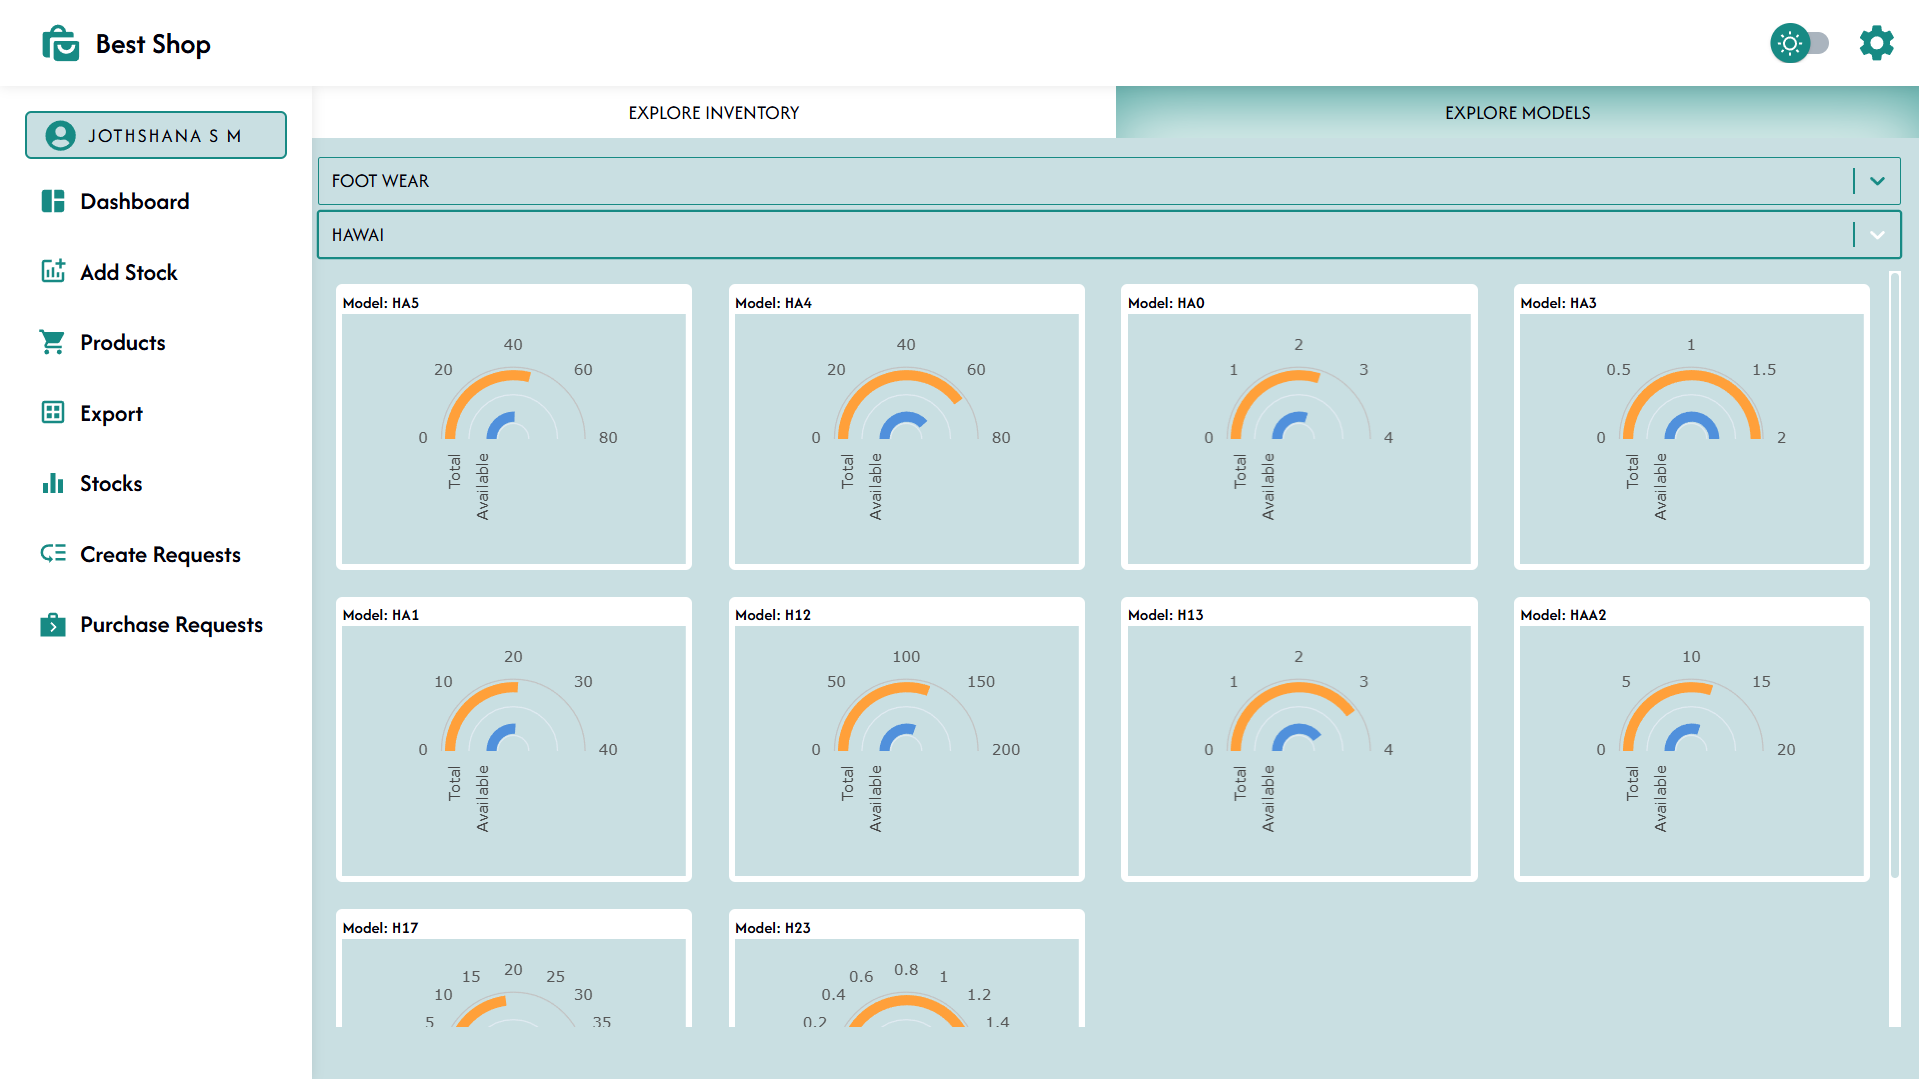 Best Shop
JOTHSHANA S M
Dashboard
Add Stock
Products
Export
Stocks
Create Requests
Purchase Requests
EXPLORE INVENTORY
EXPLORE MODELS
FOOT WEAR
HAWAI
Model: HA5
0
20
40
60
80
Total
Available
Model: HA4
0
20
40
60
80
Total
Available
Model: HA0
0
1
2
3
4
Total
Available
Model: HA3
0
0.5
1
1.5
2
Total
Available
Model: HA1
0
10
20
30
40
Total
Available
Model: H12
0
50
100
150
200
Total
Available
Model: H13
0
1
2
3
4
Total
Available
Model: HAA2
0
5
10
15
20
Total
Available
Model: H17
5
10
15
20
25
30
35
Model: H23
0.2
0.4
0.6
0.8
1
1.2
1.4